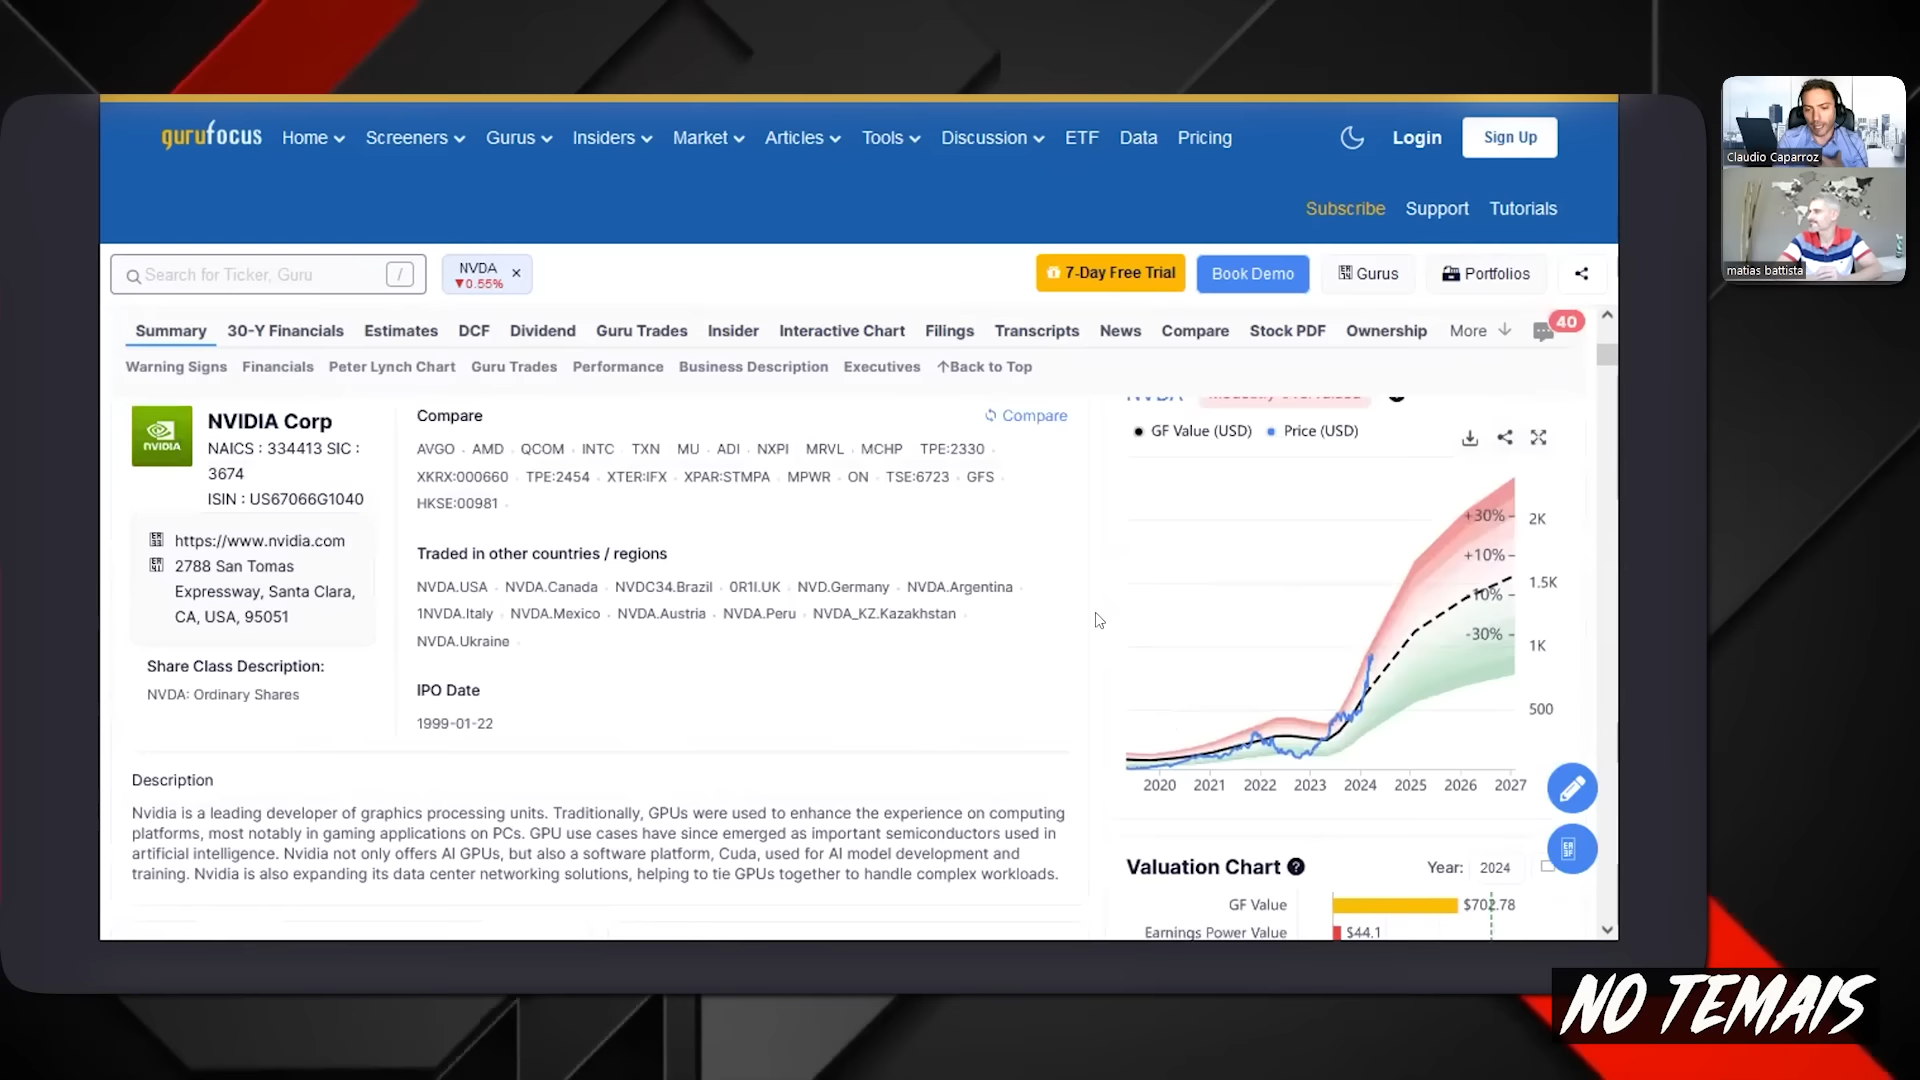 gurufocus Home Screeners Gurus Insiders Market Articles Tools Discussion ETF Data Pricing Login Sign Up
Subscribe Support Tutorials
Search for Ticker, Guru / NVDA × 7-Day Free Trial Book Demo Gurus Portfolios
▼0.55%
Summary 30-Y Financials Estimates DCF Dividend Guru Trades Insider Interactive Chart Filings Transcripts News Compare Stock PDF Ownership More 40
Warning Signs Financials Peter Lynch Chart Guru Trades Performance Business Description Executives ↑Back to Top
NVIDIA
NVIDIA Corp
NAICS : 334413 SIC :
3674
ISIN : US67066G1040
https://www.nvidia.com
2788 San Tomas
Expressway, Santa Clara,
CA, USA, 95051
Share Class Description:
NVDA: Ordinary Shares
Compare Compare
AVGO AMD QCOM INTC TXN MU ADI NXPI MRVL MCHP TPE:2330
XKRX:000660 TPE:2454 XTER:IFX XPAR:STMPA MPWR ON TSE:6723 GFS
HKSE:00981
Traded in other countries / regions
NVDA.USA NVDA.Canada NVDC34.Brazil 0R1I.UK NVD.Germany NVDA.Argentina
1NVDA.Italy NVDA.Mexico NVDA.Austria NVDA.Peru NVDA_KZ.Kazakhstan
NVDA.Ukraine
IPO Date
1999-01-22
Description
Nvidia is a leading developer of graphics processing units. Traditionally, GPUs were used to enhance the experience on computing
platforms, most notably in gaming applications on PCs. GPU use cases have since emerged as important semiconductors used in
artificial intelligence. Nvidia not only offers AI GPUs, but also a software platform, Cuda, used for AI model development and
training. Nvidia is also expanding its data center networking solutions, helping to tie GPUs together to handle complex workloads.
GF Value (USD) Price (USD)
+30% 2K
+10%
1.5K
-10%
-30%
1K
500
2020 2021 2022 2023 2024 2025 2026 2027
Valuation Chart Year: 2024
GF Value $702.78
Earnings Power Value $44.1
Claudio Caparroz
matias battista
NO TEMAIS